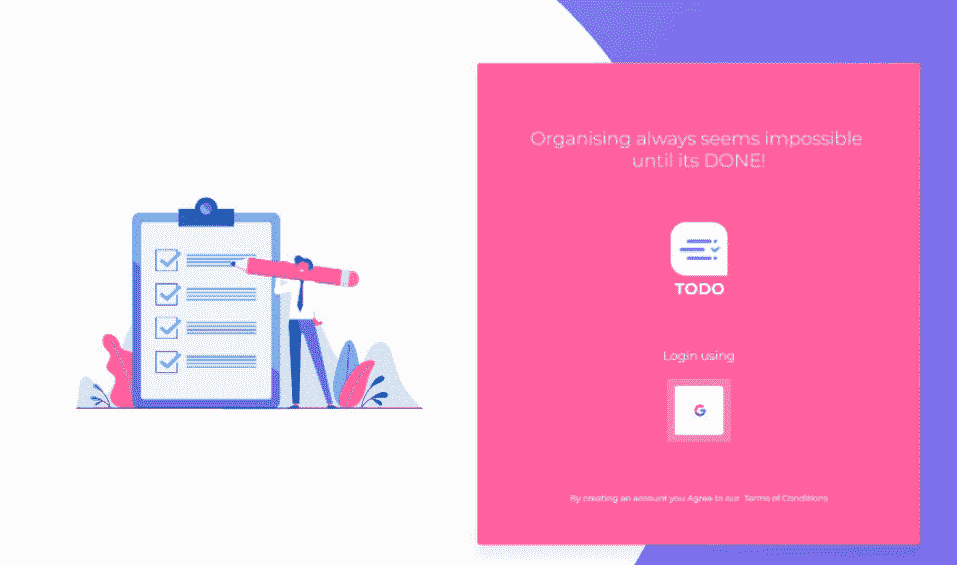 Organising always seems impossible
until its DONE!
TODO
Login using
G
By creating an account you Agree to our Terms of Conditions